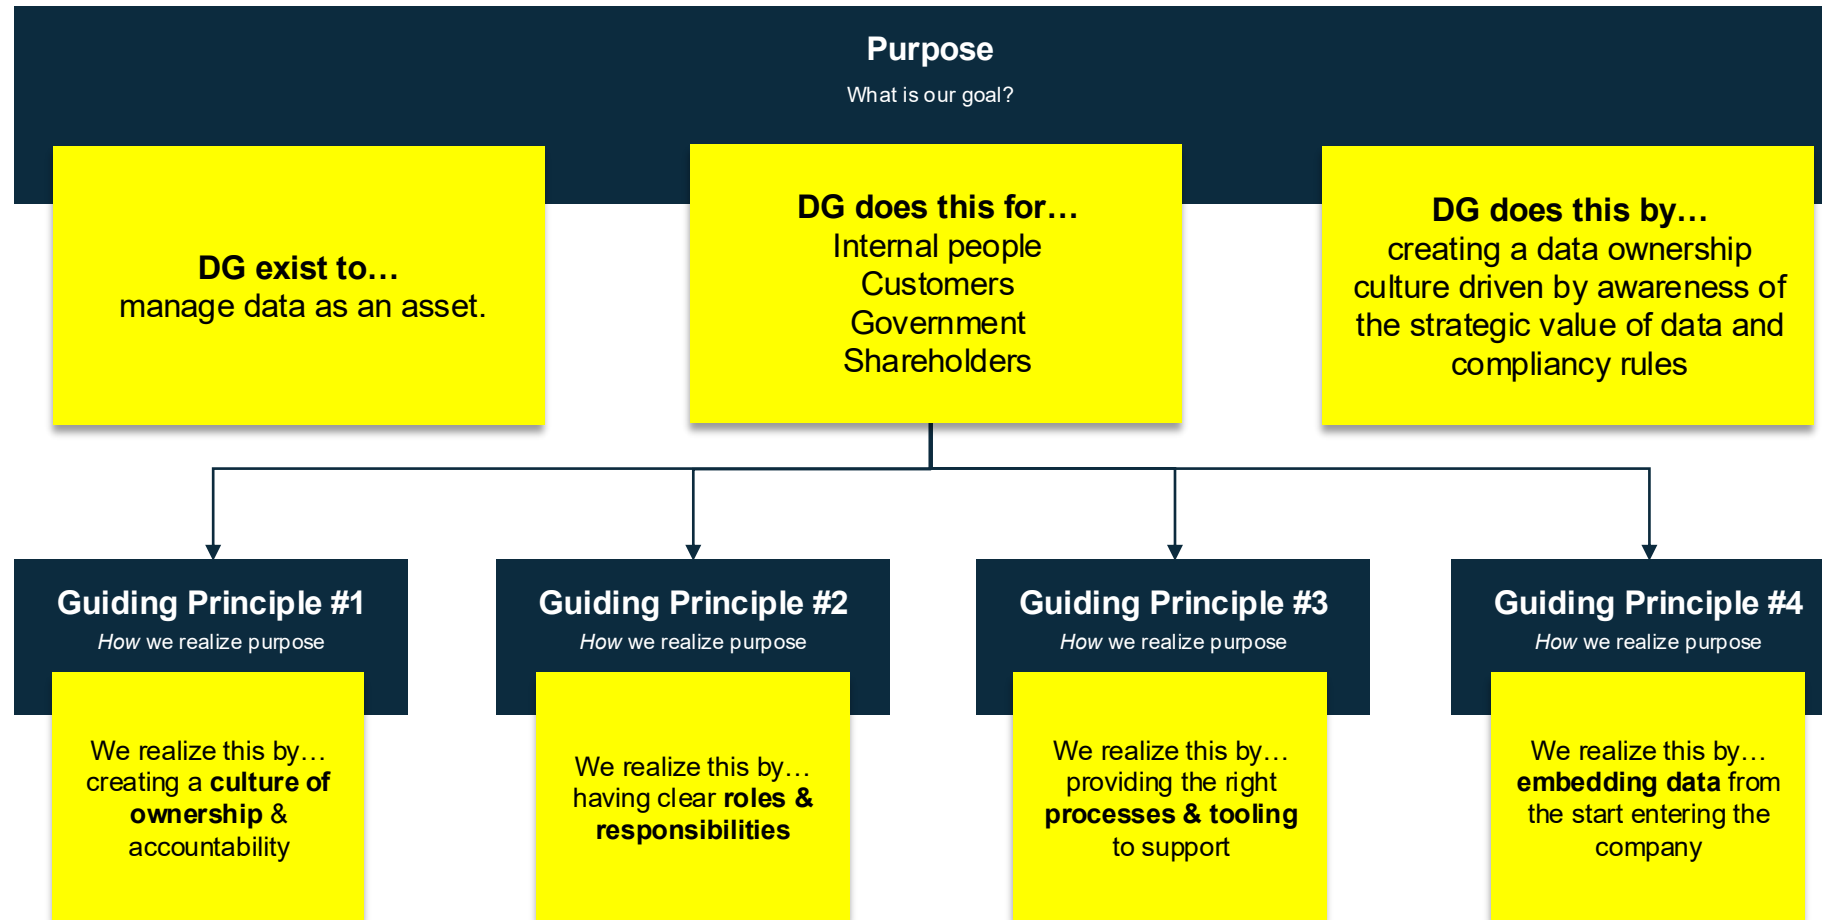 Purpose
What is our goal?
DG exist to…
manage data as an asset.
DG does this for…
Internal people
Customers
Government
Shareholders
DG does this by…
creating a data ownership
culture driven by awareness of
the strategic value of data and
compliancy rules
Guiding Principle #1
How we realize purpose
We realize this by…
creating a culture of
ownership &
accountability
Guiding Principle #2
How we realize purpose
We realize this by…
having clear roles &
responsibilities
Guiding Principle #3
How we realize purpose
We realize this by…
providing the right
processes & tooling
to support
Guiding Principle #4
How we realize purpose
We realize this by…
embedding data from
the start entering the
company